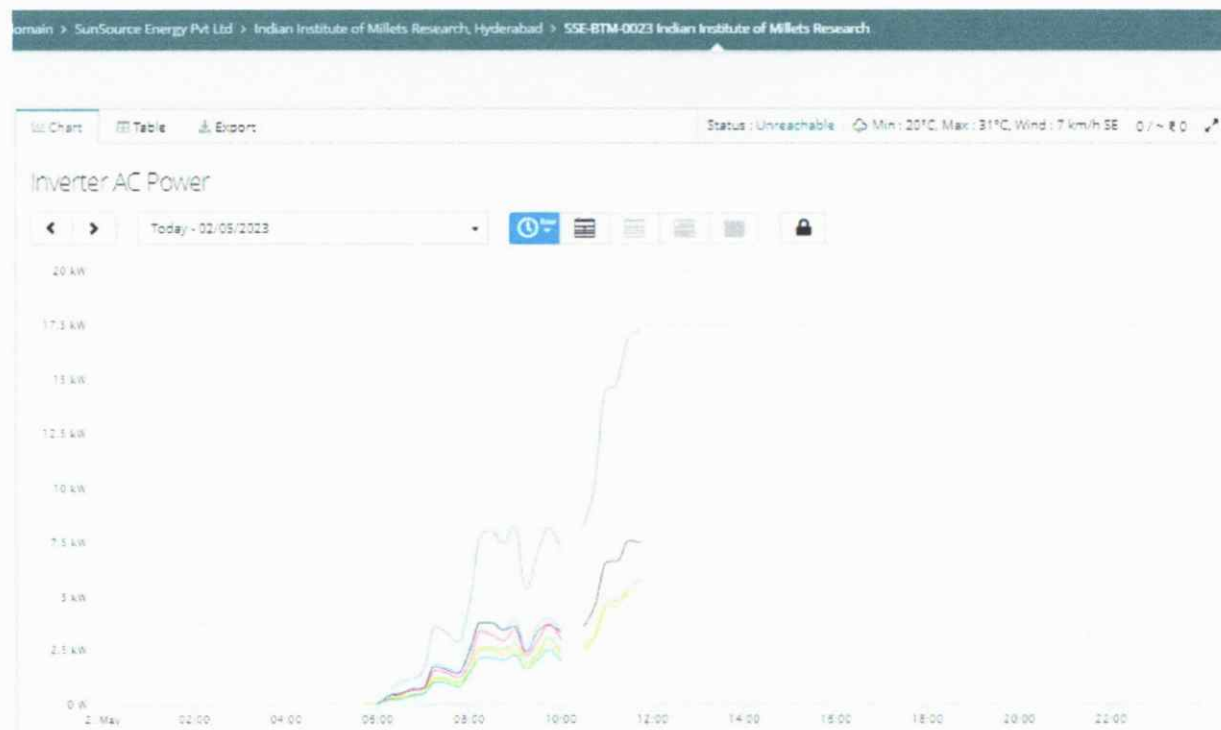 omain > SunSource Energy Pvt Ltd > Indian Institute of Millets Research, Hyderabad > SSE-BTM-0023 Indian Institute of Millets Research
Chart Table Export Status : Unreachable Min : 20°C, Max : 31°C, Wind : 7 km/h SE 0 / ~ ₹ 0
Inverter AC Power
Today - 02/05/2023
20 kW
17.5 kW
15 kW
12.5 kW
10 kW
7.5 kW
5 kW
2.5 kW
0 W
2. May 02:00 04:00 06:00 08:00 10:00 12:00 14:00 16:00 18:00 20:00 22:00